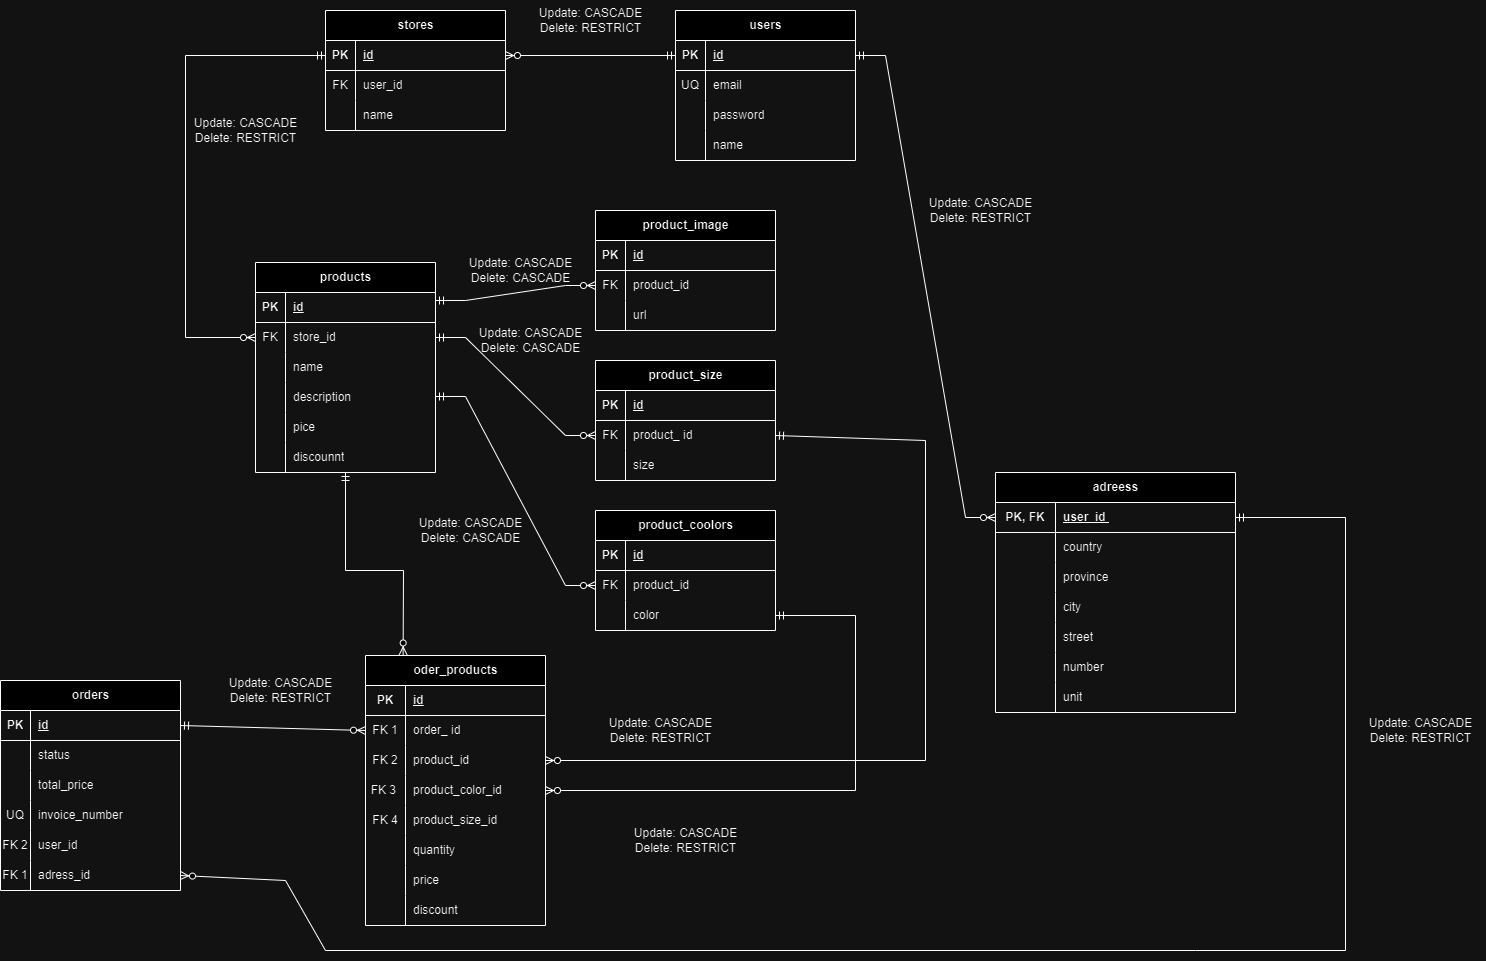 stores
PK id
FK user_id
name
Update: CASCADE
Delete: RESTRICT
users
PK id
UQ email
password
name
Update: CASCADE
Delete: RESTRICT
Update: CASCADE
Delete: RESTRICT
product_image
PK id
FK product_id
url
Update: CASCADE
Delete: CASCADE
products
PK id
FK store_id
name
description
pice
discounnt
Update: CASCADE
Delete: CASCADE
product_size
PK id
FK product_ id
size
product_coolors
PK id
FK product_id
color
Update: CASCADE
Delete: CASCADE
adreess
PK, FK user_id
country
province
city
street
number
unit
oder_products
PK id
FK 1 order_ id
FK 2 product_id
FK 3 product_color_id
FK 4 product_size_id
quantity
price
discount
Update: CASCADE
Delete: RESTRICT
orders
PK id
status
total_price
UQ invoice_number
FK 2 user_id
FK 1 adress_id
Update: CASCADE
Delete: RESTRICT
Update: CASCADE
Delete: RESTRICT
Update: CASCADE
Delete: RESTRICT